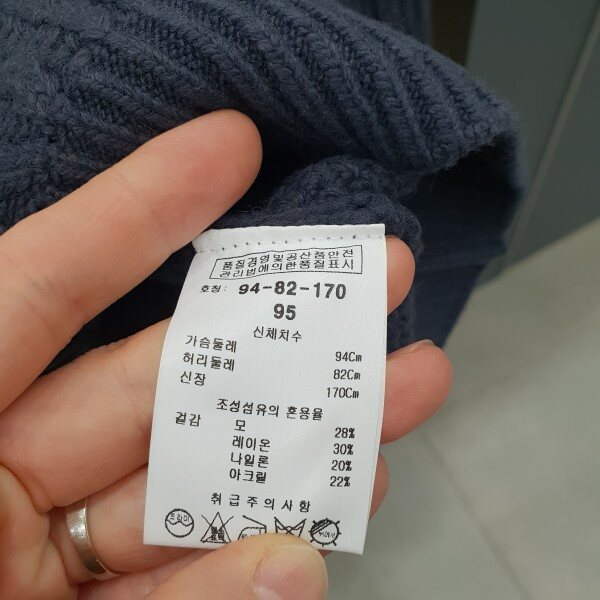 품질경영및공산품안전
관리법에의한품질표시
호칭: 94-82-170
95
신체치수
가슴둘레 94Cm
허리둘레 82Cm
신장 170Cm
조성섬유의 혼용율
겉감 모 28%
레이온 30%
나일론 20%
아크릴 22%
취급주의사항
드라이